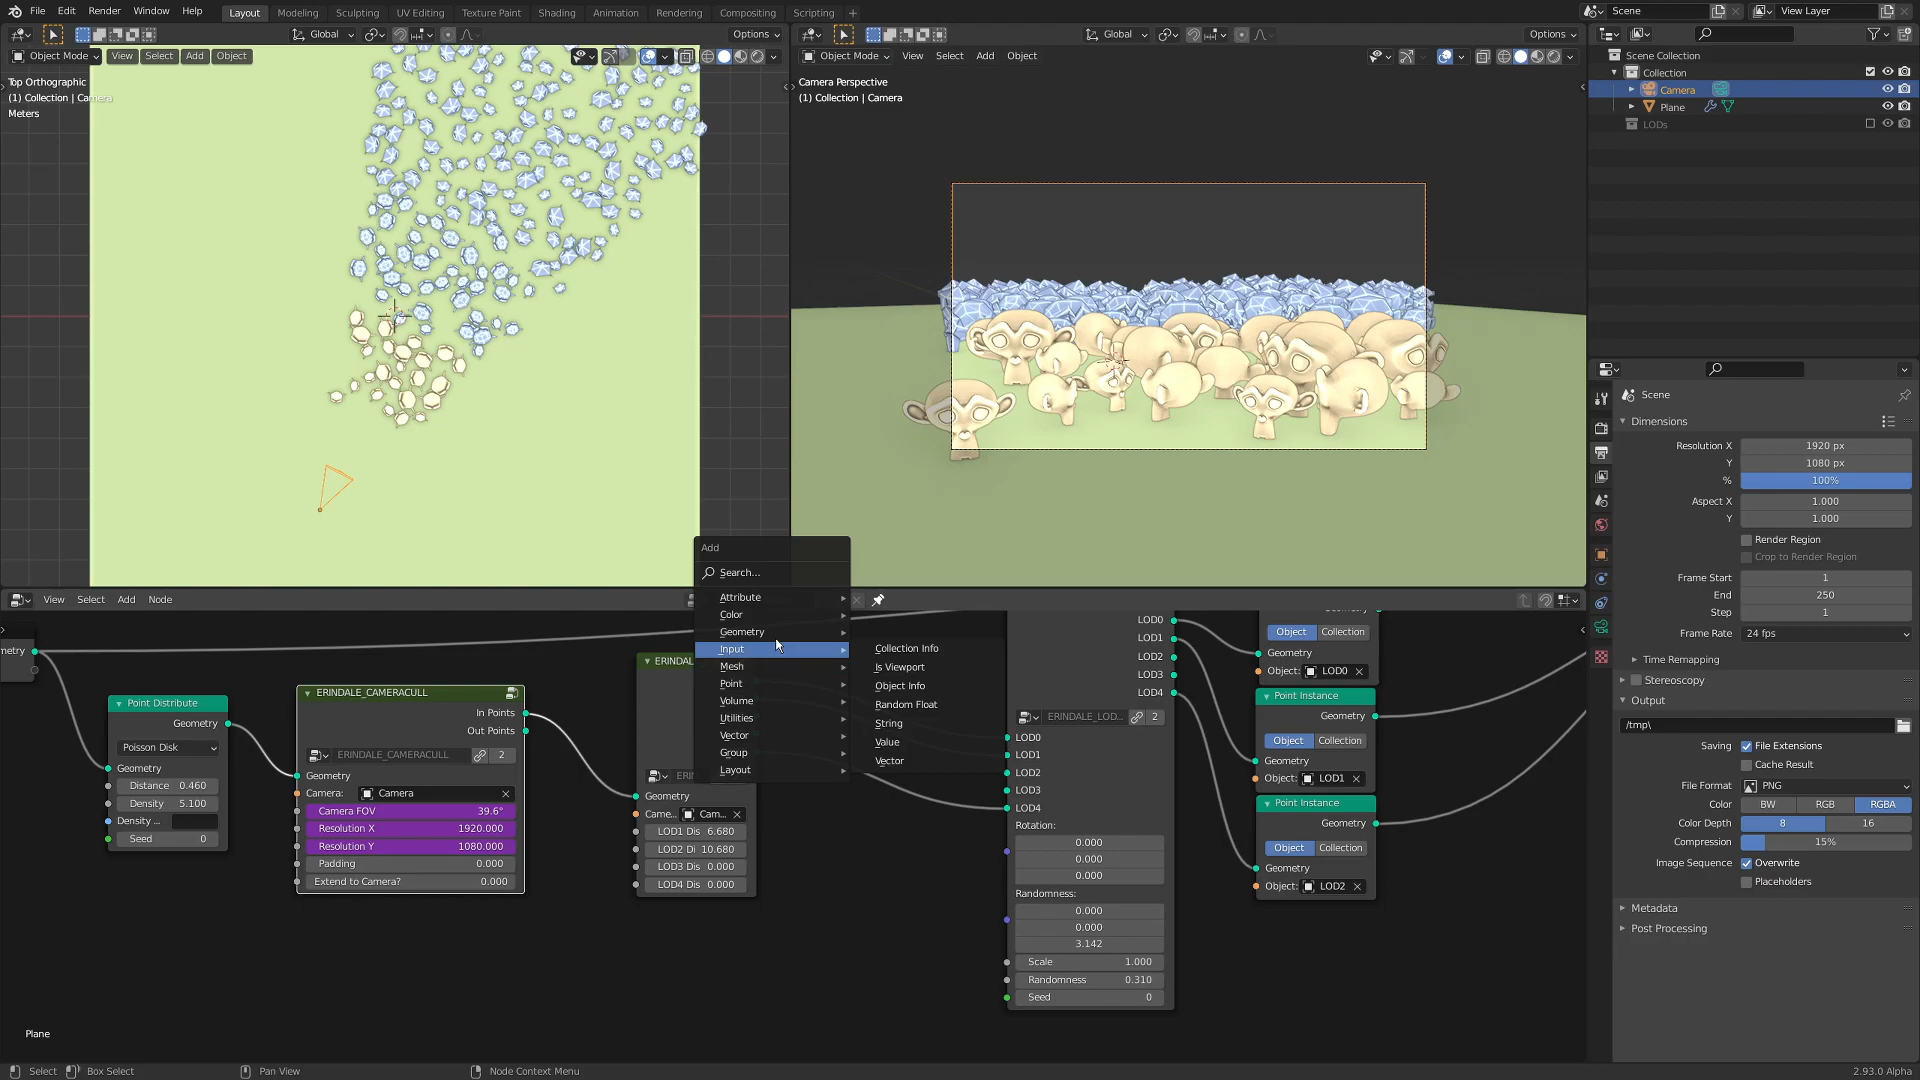 File Edit Render Window Help Layout Modeling Sculpting UV Editing Texture Paint Shading Animation Rendering Compositing Scripting + Scene View Layer
Global Options Global Options
Object Mode View Select Add Object Object Mode View Select Add Object
Top Orthographic
(1) Collection | Camera
Meters
Camera Perspective
(1) Collection | Camera
Scene Collection
Collection
Camera
Plane
LODs
Scene
Dimensions
Resolution X 1920 px
Y 1080 px
% 100%
Aspect X 1.000
Y 1.000
Render Region
Crop to Render Region
Frame Start 1
End 250
Step 1
Frame Rate 24 fps
Time Remapping
Stereoscopy
Output
/tmp\
Saving File Extensions
Cache Result
File Format PNG
Color BW RGB RGBA
Color Depth 8 16
Compression 15%
Image Sequence Overwrite
Placeholders
Metadata
Post Processing
View Select Add Node
Add
Search...
Attribute
Color
Geometry
Input
Mesh
Point
Volume
Utilities
Vector
Group
Layout
Collection Info
Is Viewport
Object Info
Random Float
String
Value
Vector
metry
Point Distribute
Geometry
Poisson Disk
Geometry
Distance 0.460
Density 5.100
Density ...
Seed 0
ERINDALE_CAMERACULL
In Points
Out Points
ERINDALE_CAMERACULL 2
Geometry
Camera: Camera
Camera FOV 39.6°
Resolution X 1920.000
Resolution Y 1080.000
Padding 0.000
Extend to Camera? 0.000
ERINDAL
ERIN
Geometry
Came... Cam...
LOD1 Dis 6.680
LOD2 Di 10.680
LOD3 Dis 0.000
LOD4 Dis 0.000
LOD0
LOD1
LOD2
LOD3
LOD4
ERINDALE_LOD... 2
LOD0
LOD1
LOD2
LOD3
LOD4
Rotation:
0.000
0.000
0.000
Randomness:
0.000
0.000
3.142
Scale 1.000
Randomness 0.310
Seed 0
Object Collection
Geometry
Object: LOD0
Point Instance
Geometry
Object Collection
Geometry
Object: LOD1
Point Instance
Geometry
Object Collection
Geometry
Object: LOD2
Plane
Select Box Select Pan View Node Context Menu 2.93.0 Alpha